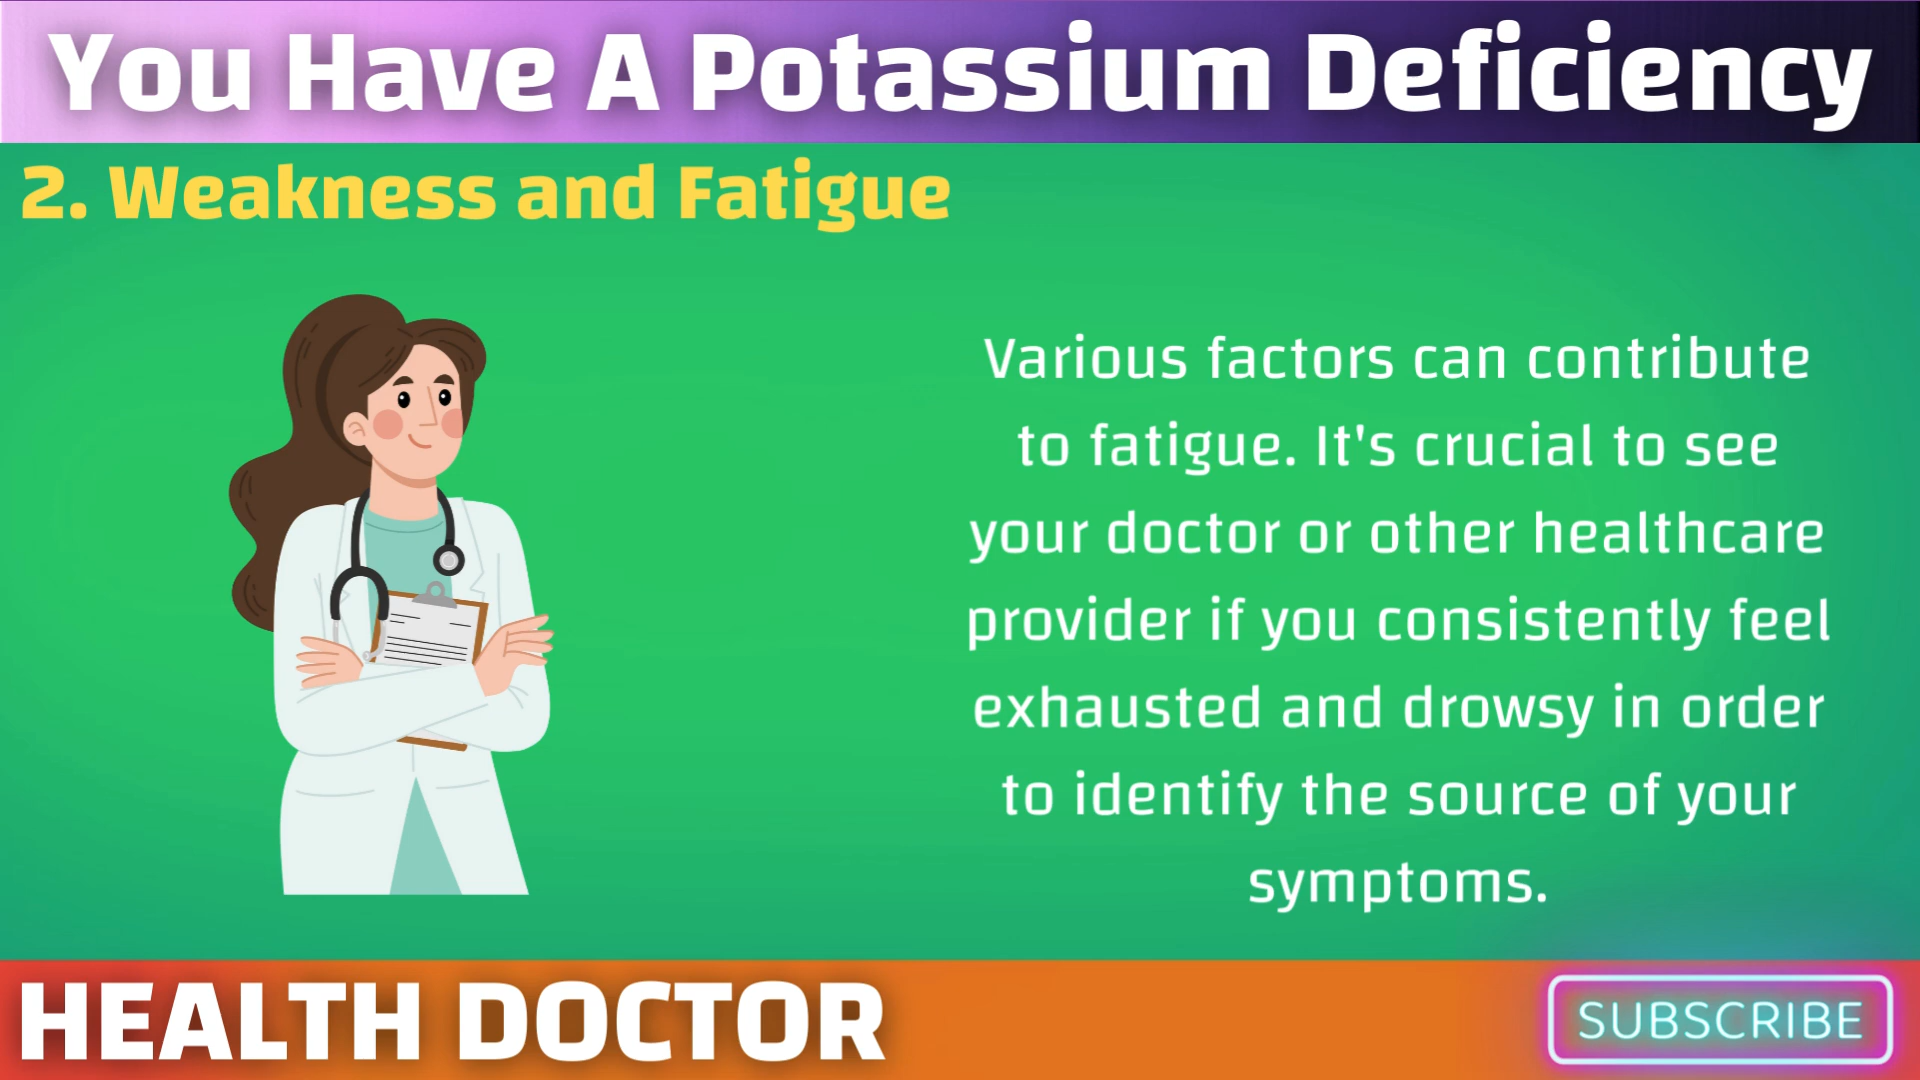 You Have A Potassium Deficiency
2. Weakness and Fatigue
Various factors can contribute
to fatigue. It's crucial to see
your doctor or other healthcare
provider if you consistently feel
exhausted and drowsy in order
to identify the source of your
symptoms.
HEALTH DOCTOR
SUBSCRIBE